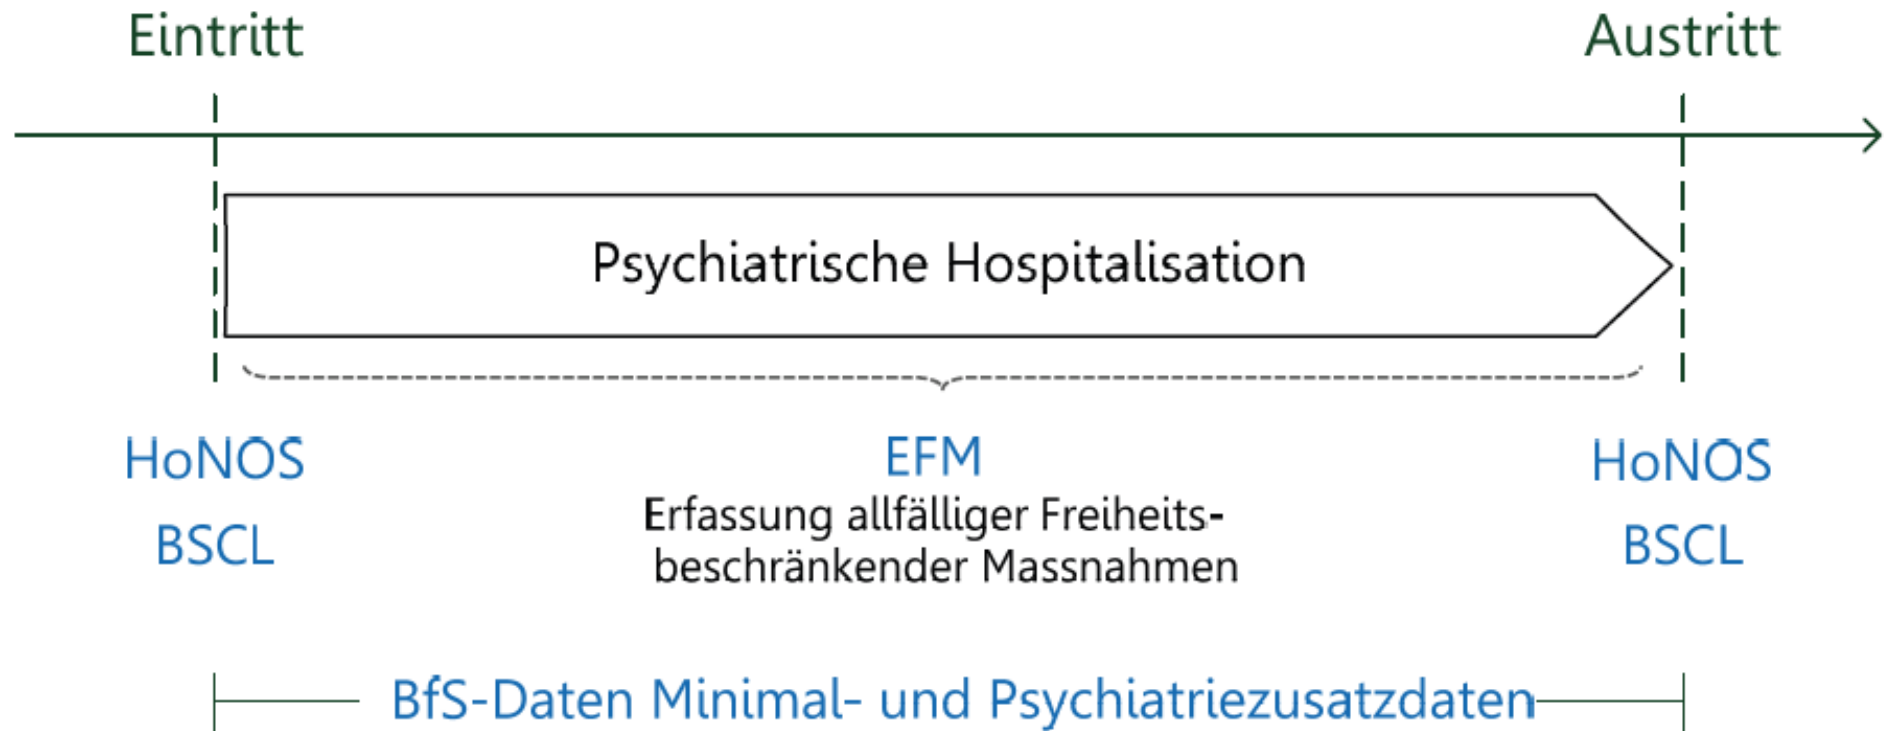 Eintritt
Austritt
Psychiatrische Hospitalisation
HoNOS
EFM
HoNOS
Erfassung allfälliger Freiheits-
beschränkender Massnahmen
BSCL
BSCL
BfS-Daten Minimal- und Psychiatriezusatzdaten